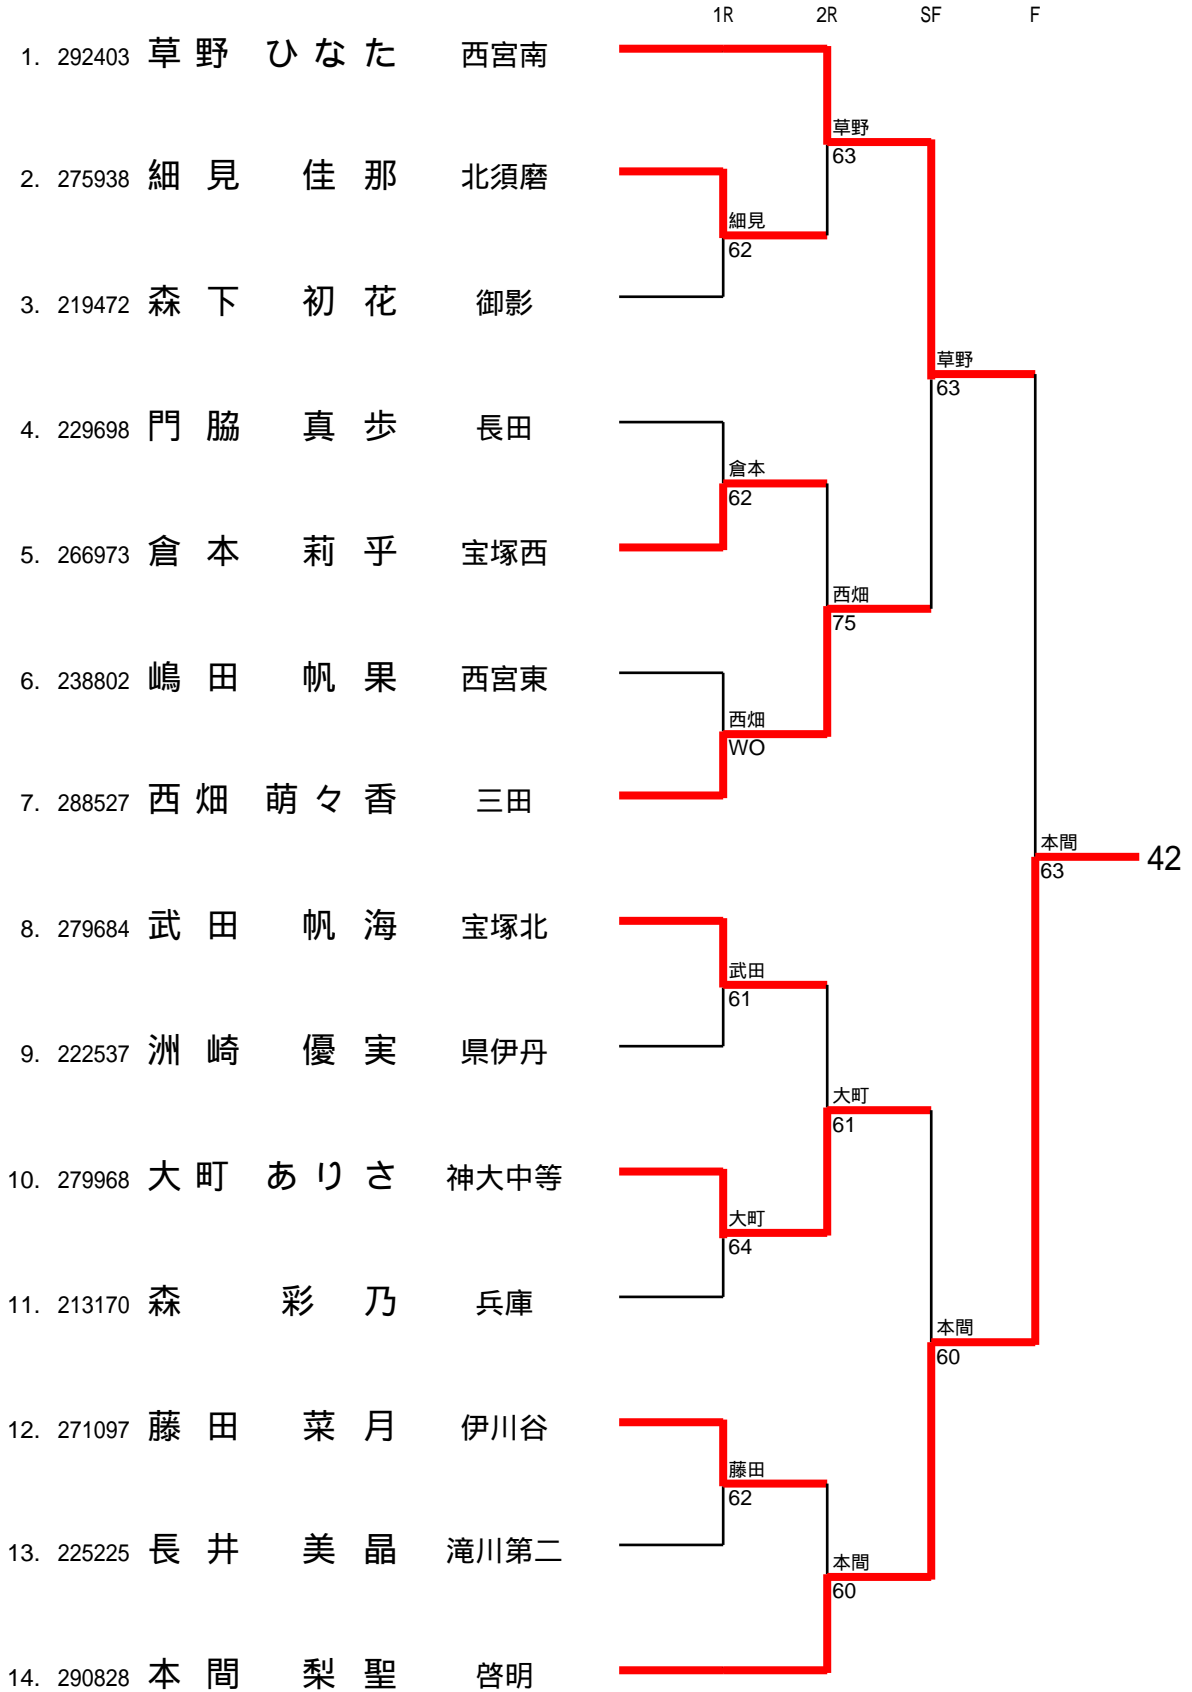 1R 2R SF F
1. 292403 草野 ひなた 西宮南
草野
63
2. 275938 細見 佳那 北須磨
細見
62
3. 219472 森下 初花 御影
草野
63
4. 229698 門脇 真歩 長田
倉本
62
5. 266973 倉本 莉乎 宝塚西
西畑
75
6. 238802 嶋田 帆果 西宮東
西畑
WO
7. 288527 西畑 萌々香 三田
本間
63
42
8. 279684 武田 帆海 宝塚北
武田
61
9. 222537 洲崎 優実 県伊丹
大町
61
10. 279968 大町 ありさ 神大中等
大町
64
11. 213170 森 彩乃 兵庫
本間
60
12. 271097 藤田 菜月 伊川谷
藤田
62
13. 225225 長井 美晶 滝川第二
本間
60
14. 290828 本間 梨聖 啓明